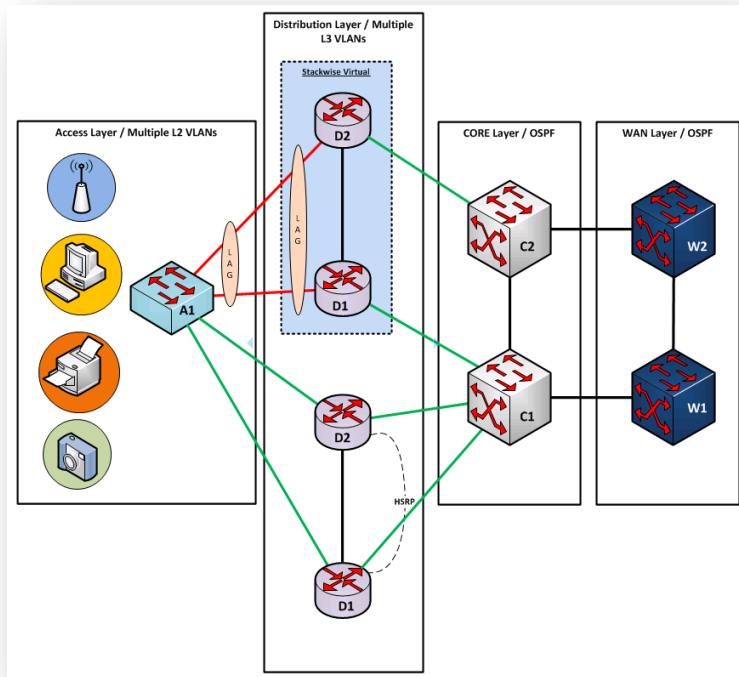 Distribution Layer / Multiple
L3 VLANs
Stackwise Virtual
D2
Access Layer / Multiple L2 VLANs
CORE Layer / OSPF
WAN Layer / OSPF
L
A
G
L
A
G
C2
W2
A1
D1
D2
C1
W1
HSRP
D1